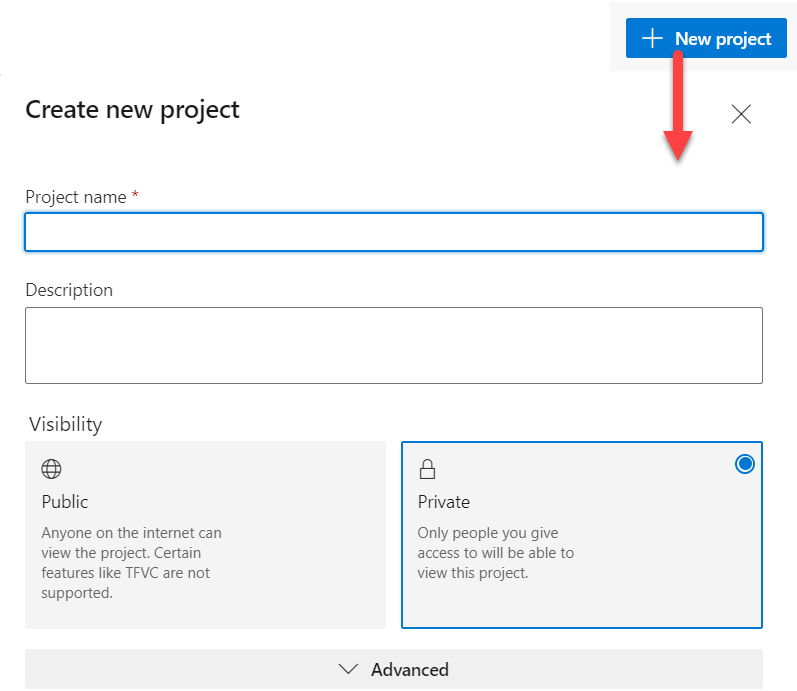 New project
Create new project
Project name *
Description
Visibility
Public
Anyone on the internet can
view the project. Certain
features like TFVC are not
supported.
Private
Only people you give
access to will be able to
view this project.
Advanced